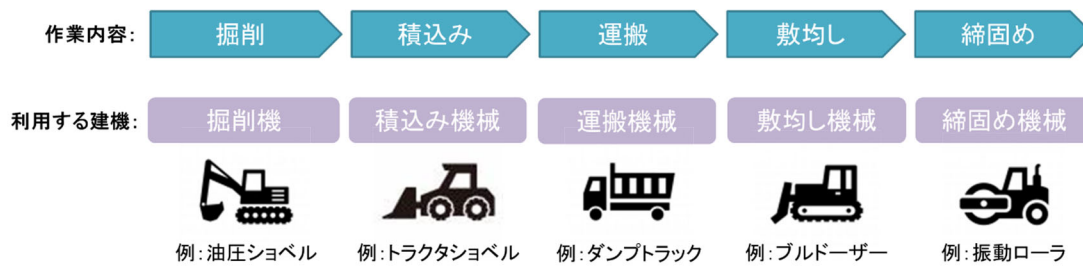 作業内容: 掘削 積込み 運搬 敷均し 締固め
利用する建機: 掘削機 積込み機械 運搬機械 敷均し機械 締固め機械
例:油圧ショベル 例:トラクタショベル 例:ダンプトラック 例:ブルドーザー 例:振動ローラ